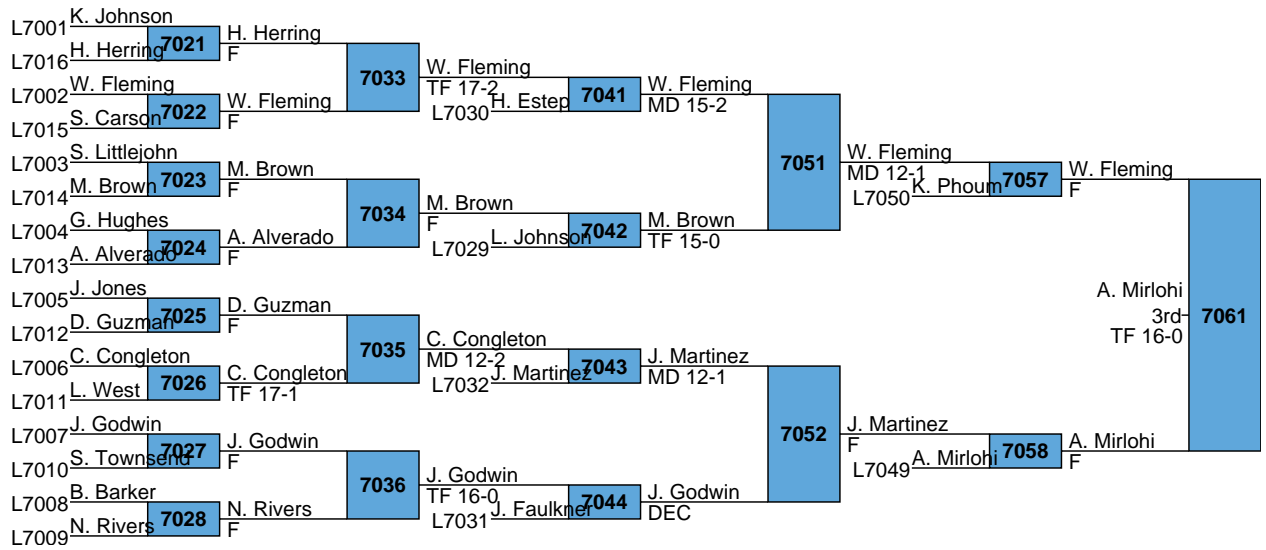 K. Johnson
L7001
7021
H. Herring
F
H. Herring
L7016
7033
W. Fleming
TF 17-2
W. Fleming
L7002
7022
W. Fleming
F
S. Carson
L7015
H. Estep
L7030
7041
W. Fleming
MD 15-2
S. Littlejohn
L7003
7023
M. Brown
F
M. Brown
L7014
7034
M. Brown
F
G. Hughes
L7004
7024
A. Alverado
F
A. Alverado
L7013
L. Johnson
L7029
7042
M. Brown
TF 15-0
7051
W. Fleming
MD 12-1
K. Phoum
L7050
7057
W. Fleming
F
J. Jones
L7005
7025
D. Guzman
F
D. Guzman
L7012
7035
C. Congleton
MD 12-2
C. Congleton
L7006
7026
C. Congleton
TF 17-1
L. West
L7011
J. Martinez
L7032
7043
J. Martinez
MD 12-1
J. Godwin
L7007
7027
J. Godwin
F
S. Townsend
L7010
7036
J. Godwin
TF 16-0
B. Barker
L7008
7028
N. Rivers
F
N. Rivers
L7009
J. Faulkner
L7031
7044
J. Godwin
DEC
7052
J. Martinez
F
A. Mirlohi
L7049
7058
A. Mirlohi
F
A. Mirlohi
3rd
TF 16-0
7061